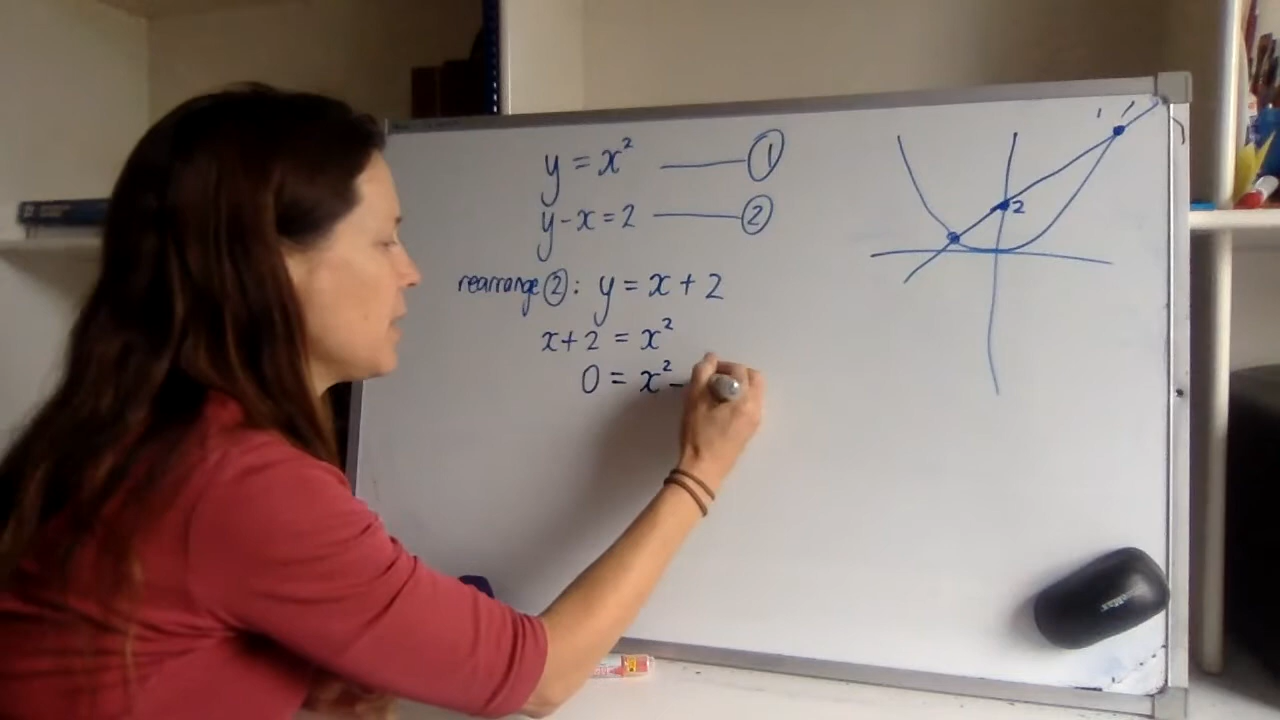 y = x² —— ①
y - x = 2 —— ②
rearrange ②: y = x + 2
x + 2 = x²
0 = x² -
2